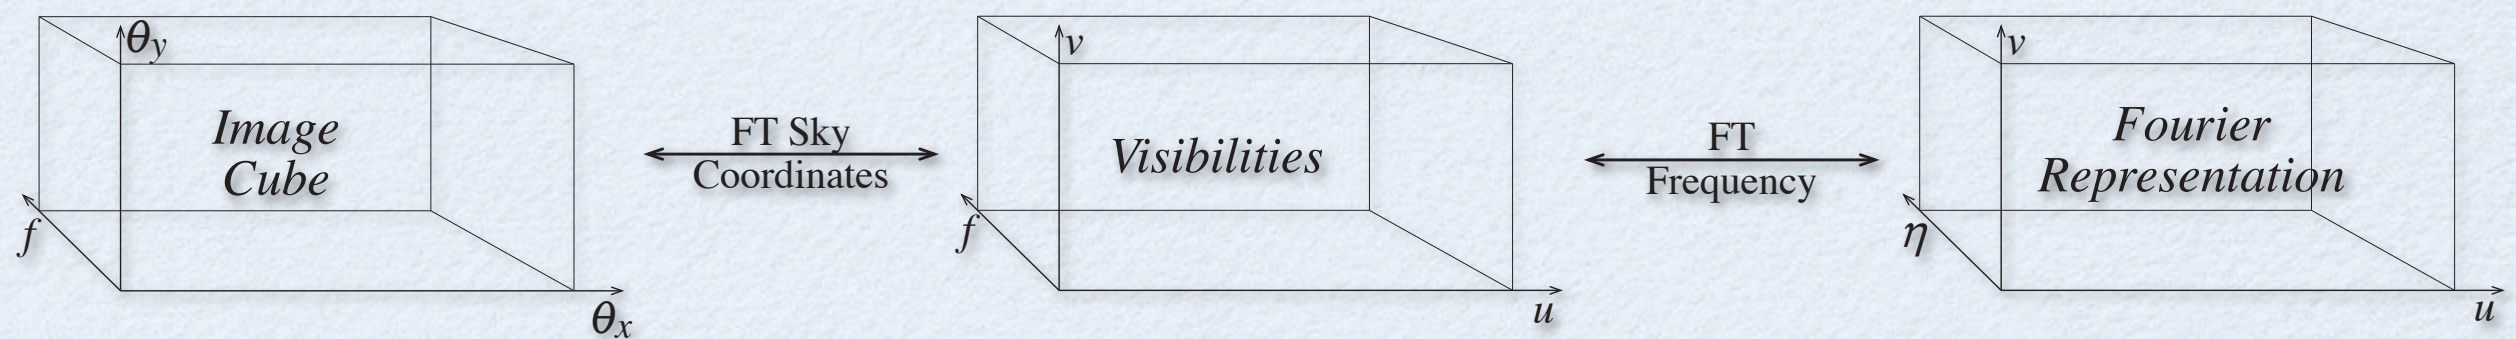 θy
Image
Cube
f
θx
FT Sky
Coordinates
v
Visibilities
f
u
FT
Frequency
v
Fourier
Representation
η
u